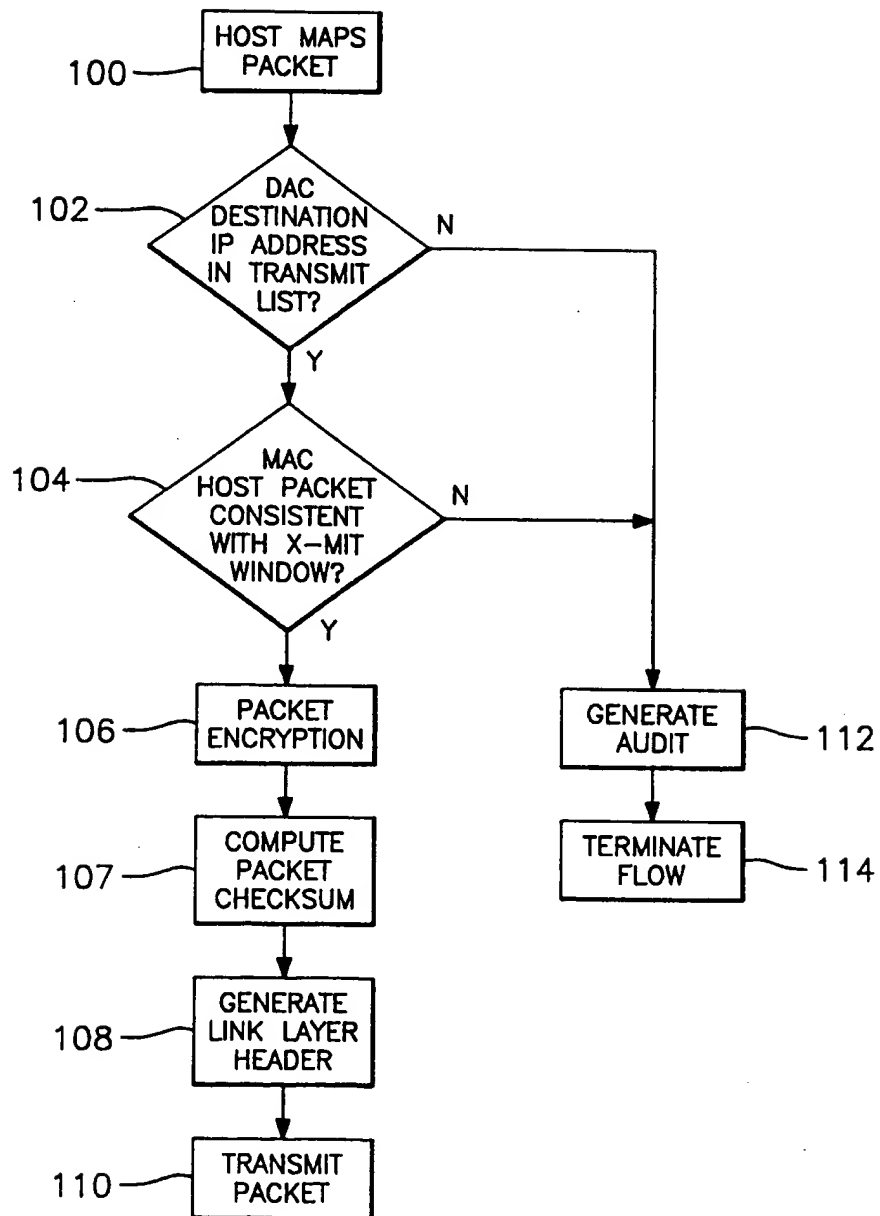 HOST MAPS
PACKET
100
DAC
DESTINATION
IP ADDRESS
IN TRANSMIT
LIST?
102
N
Y
MAC
HOST PACKET
CONSISTENT
WITH X-MIT
WINDOW?
104
N
Y
PACKET
ENCRYPTION
106
GENERATE
AUDIT
112
COMPUTE
PACKET
CHECKSUM
107
TERMINATE
FLOW
114
GENERATE
LINK LAYER
HEADER
108
TRANSMIT
PACKET
110